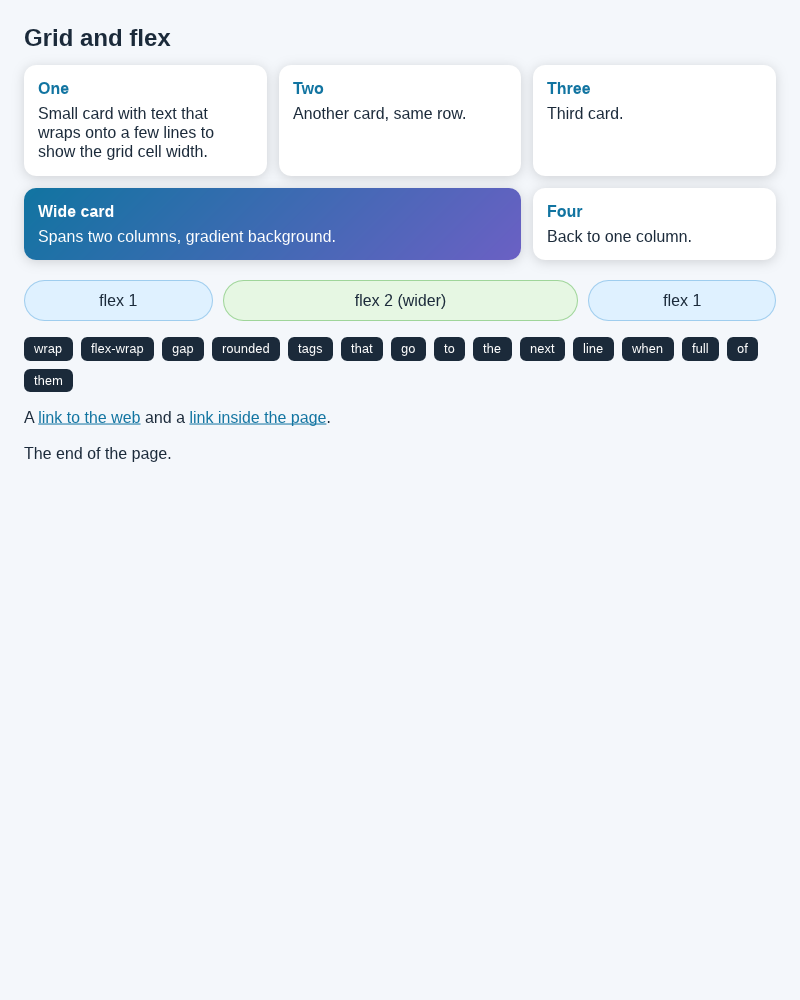 Grid and flex
One
Small card with text that
wraps onto a few lines to
show the grid cell width.
Two
Another card, same row.
Three
Third card.
Wide card
Spans two columns, gradient background.
Four
Back to one column.
flex 1
flex 2 (wider)
flex 1
wrap flex-wrap gap rounded tags that go to the next line when full of
them
A link to the web and a link inside the page.
The end of the page.